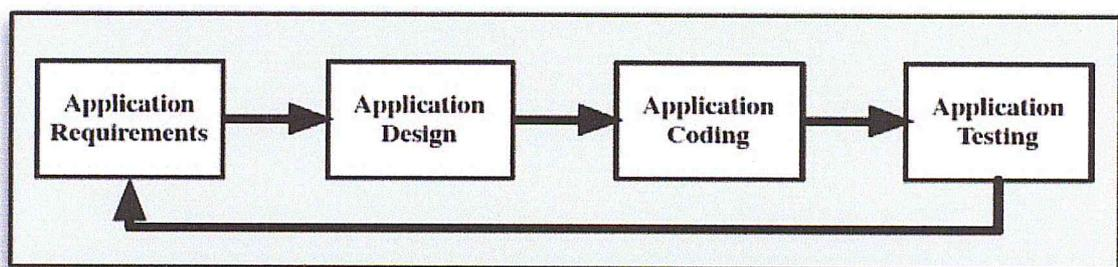 Application
Requirements
Application
Design
Application
Coding
Application
Testing